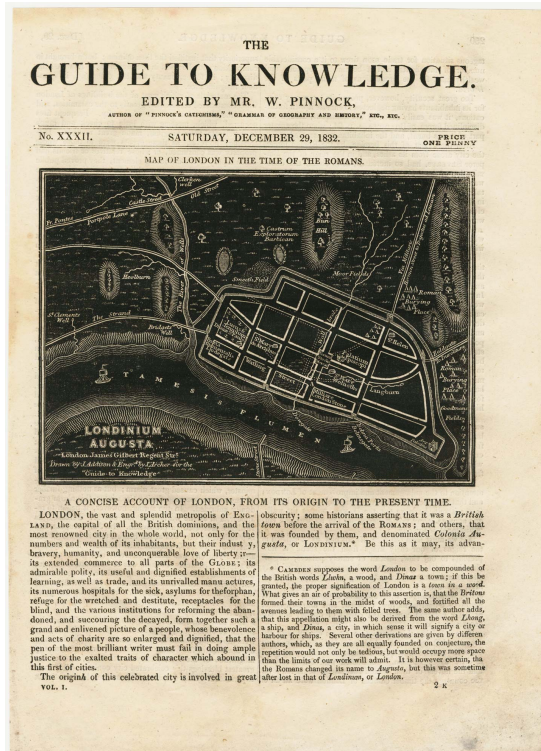 THE
GUIDE TO KNOWLEDGE.
EDITED BY MR. W. PINNOCK,
AUTHOR OF "PINNOCK'S CATECHISMS," "GRAMMAR OF GEOGRAPHY AND HISTORY," ETC., ETC.
No. XXXII.
SATURDAY, DECEMBER 29, 1832.
PRICE
ONE PENNY
MAP OF LONDON IN THE TIME OF THE ROMANS.
Clerken
well
Castle Street
Old Street
Purpole Lane
Castrum
Exploratorum
Barbican
Bun
Hill
Moor Fields
Smooth Field
Holburn
Roman
Burying
Place
St Clements
Well
The Strand
Bridewell
Roman
Burying
Place
Goodman
Fields
TAMESIS FLUMEN
LONDINIUM
AUGUSTA
London James Gilbert Regent Str.
Drawn by J. Addison & Engd. by J. Archer for the
"Guide to Knowledge"
A CONCISE ACCOUNT OF LONDON, FROM ITS ORIGIN TO THE PRESENT TIME.
LONDON, the vast and splendid metropolis of ENG-
LAND, the capital of all the British dominions, and the
most renowned city in the whole world, not only for the
numbers and wealth of its inhabitants, but their indust y,
bravery, humanity, and unconquerable love of liberty;—
its extended commerce to all parts of the GLOBE; its
admirable polity, its useful and dignified establishments of
learning, as well as trade, and its unrivalled manu actures,
its numerous hospitals for the sick, asylums for theforphan,
refuge for the wretched and destitute, receptacles for the
blind, and the various institutions for reforming the aban-
doned, and succouring the decayed, form together such a
grand and enlivened picture of a people, whose benevolence
and acts of charity are so enlarged and dignified, that the
pen of the most brilliant writer must fail in doing ample
justice to the exalted traits of character which abound in
this first of cities.
The origin of this celebrated city is involved in great
VOL. I.
obscurity; some historians asserting that it was a British
town before the arrival of the ROMANS; and others, that
it was founded by them, and denominated Colonia Au-
gusta, or LONDINIUM.* Be this as it may, its advan-
* CAMBDEN supposes the word London to be compounded of
the British words Llwhn, a wood, and Dinas a town; if this be
granted, the proper signification of London is a town in a wood.
What gives an air of probability to this assertion is, that the Britons
formed their towns in the midst of woods, and fortified all the
avenues leading to them with felled trees. The same author adds,
that this appellation might also be derived from the word Lhong,
a ship, and Dinas, a city, in which sense it will signify a city or
harbour for ships. Several other derivations are given by differen
authors, which, as they are all equally founded on conjecture, the
repetition would not only be tedious, but would occupy more space
than the limits of our work will admit. It is however certain, tha
the Romans changed its name to Augusta, but this was sometime
after lost in that of Londinum, or London.
2 K